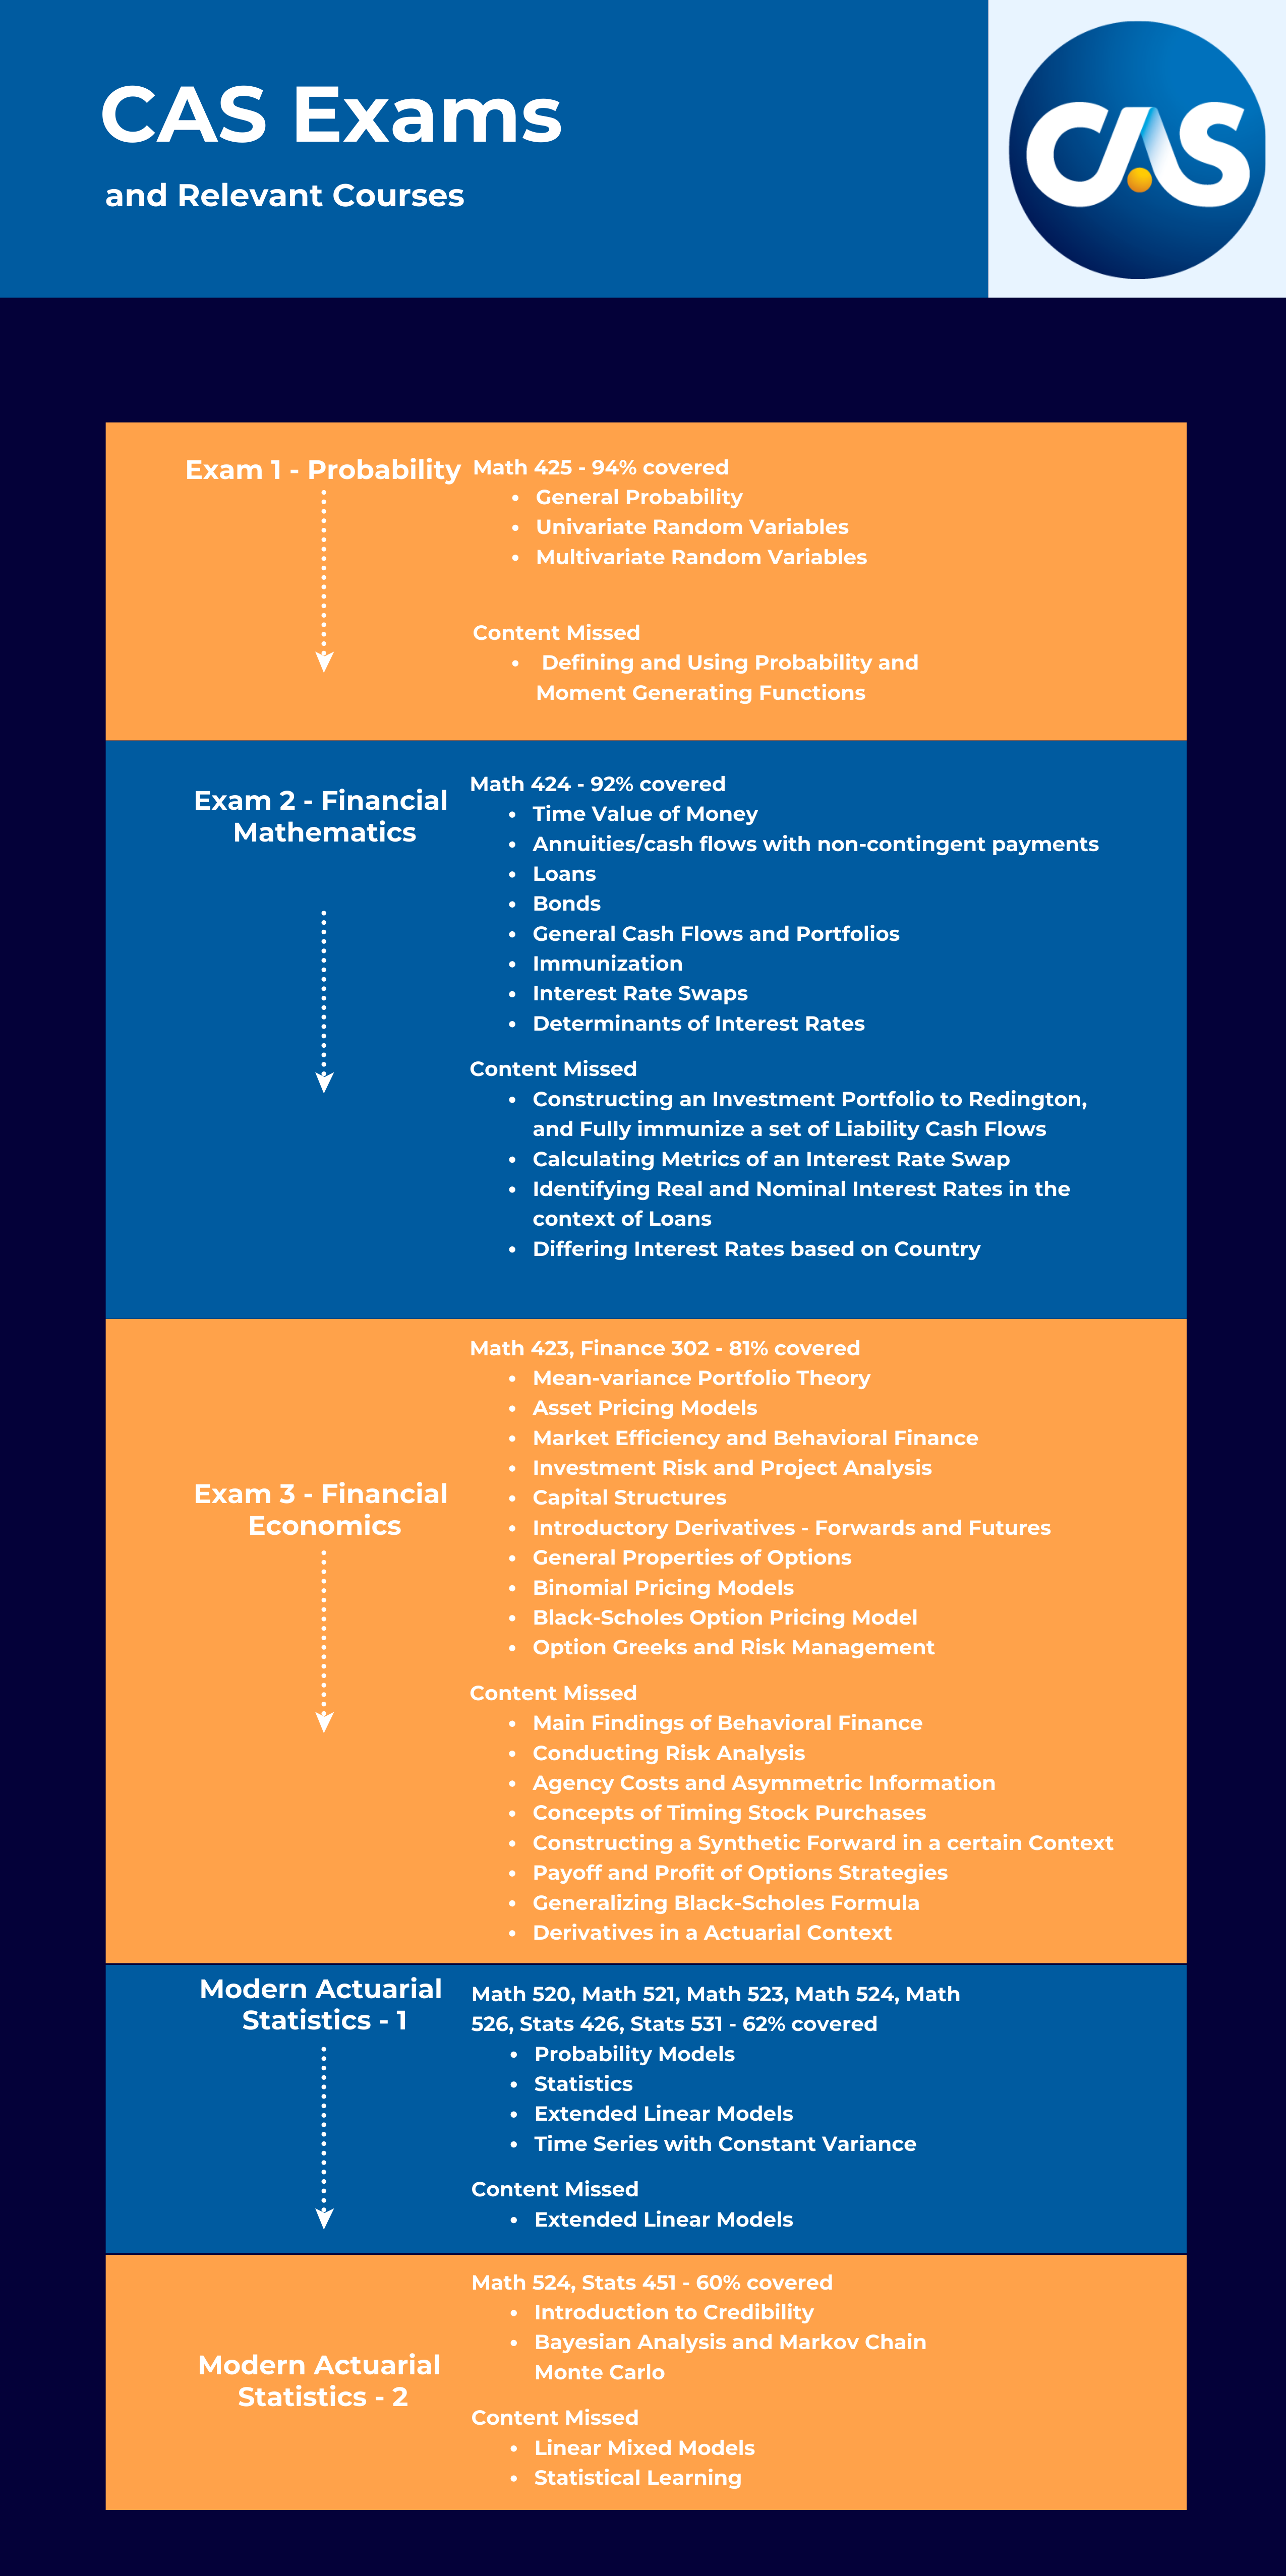 CAS Exams
and Relevant Courses
CAS
Exam 1 - Probability
Math 425 - 94% covered
• General Probability
• Univariate Random Variables
• Multivariate Random Variables
Content Missed
• Defining and Using Probability and
Moment Generating Functions
Exam 2 - Financial
Mathematics
Math 424 - 92% covered
• Time Value of Money
• Annuities/cash flows with non-contingent payments
• Loans
• Bonds
• General Cash Flows and Portfolios
• Immunization
• Interest Rate Swaps
• Determinants of Interest Rates
Content Missed
• Constructing an Investment Portfolio to Redington,
and Fully immunize a set of Liability Cash Flows
• Calculating Metrics of an Interest Rate Swap
• Identifying Real and Nominal Interest Rates in the
context of Loans
• Differing Interest Rates based on Country
Exam 3 - Financial
Economics
Math 423, Finance 302 - 81% covered
• Mean-variance Portfolio Theory
• Asset Pricing Models
• Market Efficiency and Behavioral Finance
• Investment Risk and Project Analysis
• Capital Structures
• Introductory Derivatives - Forwards and Futures
• General Properties of Options
• Binomial Pricing Models
• Black-Scholes Option Pricing Model
• Option Greeks and Risk Management
Content Missed
• Main Findings of Behavioral Finance
• Conducting Risk Analysis
• Agency Costs and Asymmetric Information
• Concepts of Timing Stock Purchases
• Constructing a Synthetic Forward in a certain Context
• Payoff and Profit of Options Strategies
• Generalizing Black-Scholes Formula
• Derivatives in a Actuarial Context
Modern Actuarial
Statistics - 1
Math 520, Math 521, Math 523, Math 524, Math
526, Stats 426, Stats 531 - 62% covered
• Probability Models
• Statistics
• Extended Linear Models
• Time Series with Constant Variance
Content Missed
• Extended Linear Models
Modern Actuarial
Statistics - 2
Math 524, Stats 451 - 60% covered
• Introduction to Credibility
• Bayesian Analysis and Markov Chain
Monte Carlo
Content Missed
• Linear Mixed Models
• Statistical Learning